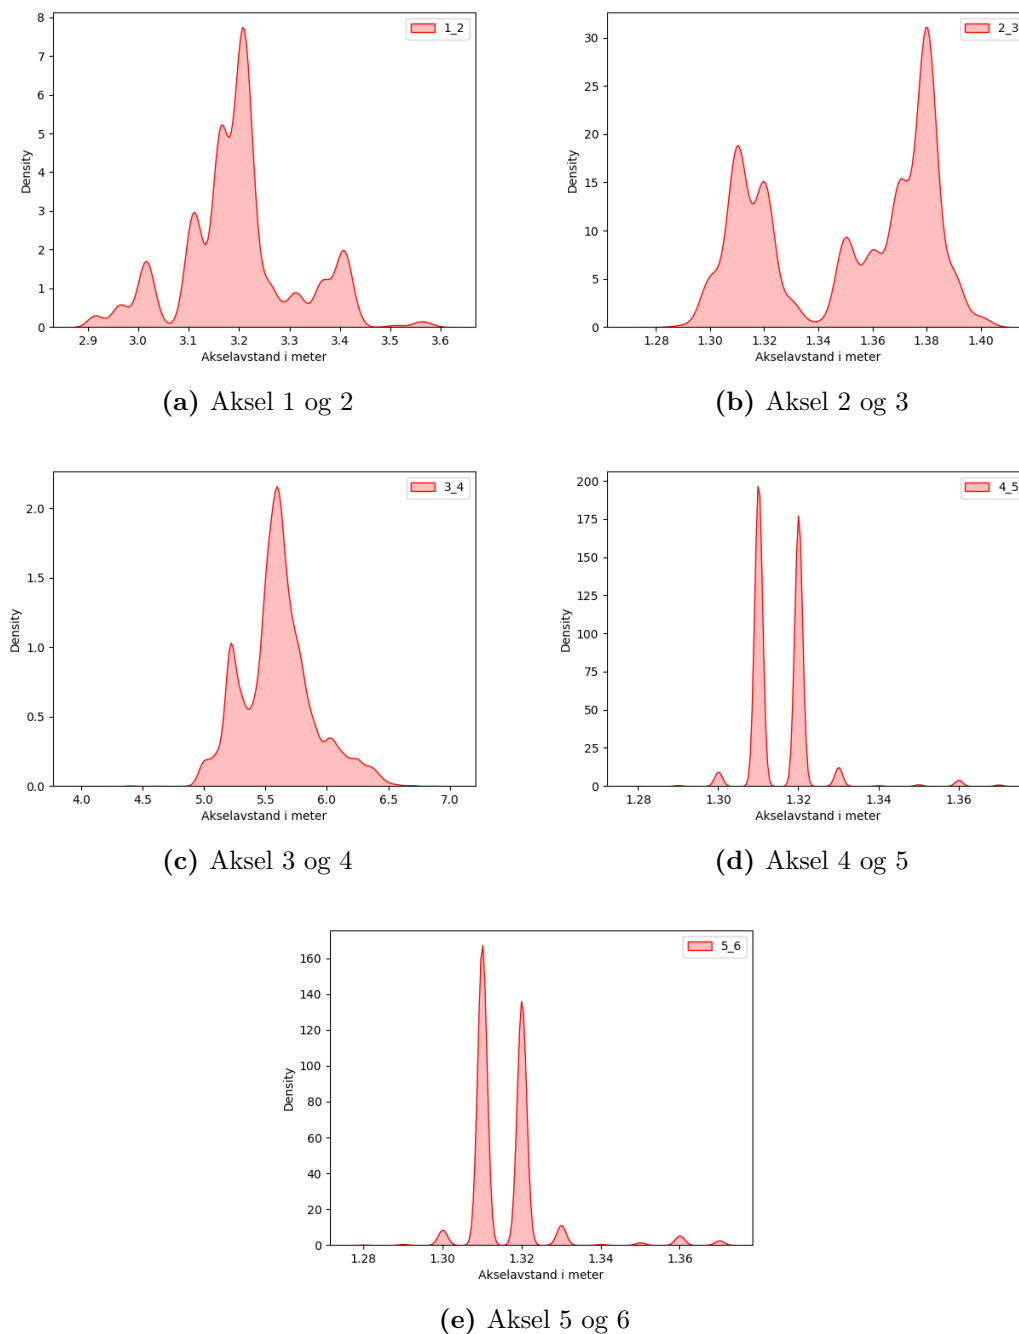 8
7
6
5
4
3
2
1
0
Density
1_2
2.9 3.0 3.1 3.2 3.3 3.4 3.5 3.6
Akselavstand i meter
(a) Aksel 1 og 2
30
25
20
15
10
5
0
Density
2_3
1.28 1.30 1.32 1.34 1.36 1.38 1.40
Akselavstand i meter
(b) Aksel 2 og 3
2.0
1.5
1.0
0.5
0.0
Density
3_4
4.0 4.5 5.0 5.5 6.0 6.5 7.0
Akselavstand i meter
(c) Aksel 3 og 4
200
175
150
125
100
75
50
25
0
Density
4_5
1.28 1.30 1.32 1.34 1.36
Akselavstand i meter
(d) Aksel 4 og 5
160
140
120
100
80
60
40
20
0
Density
5_6
1.28 1.30 1.32 1.34 1.36
Akselavstand i meter
(e) Aksel 5 og 6